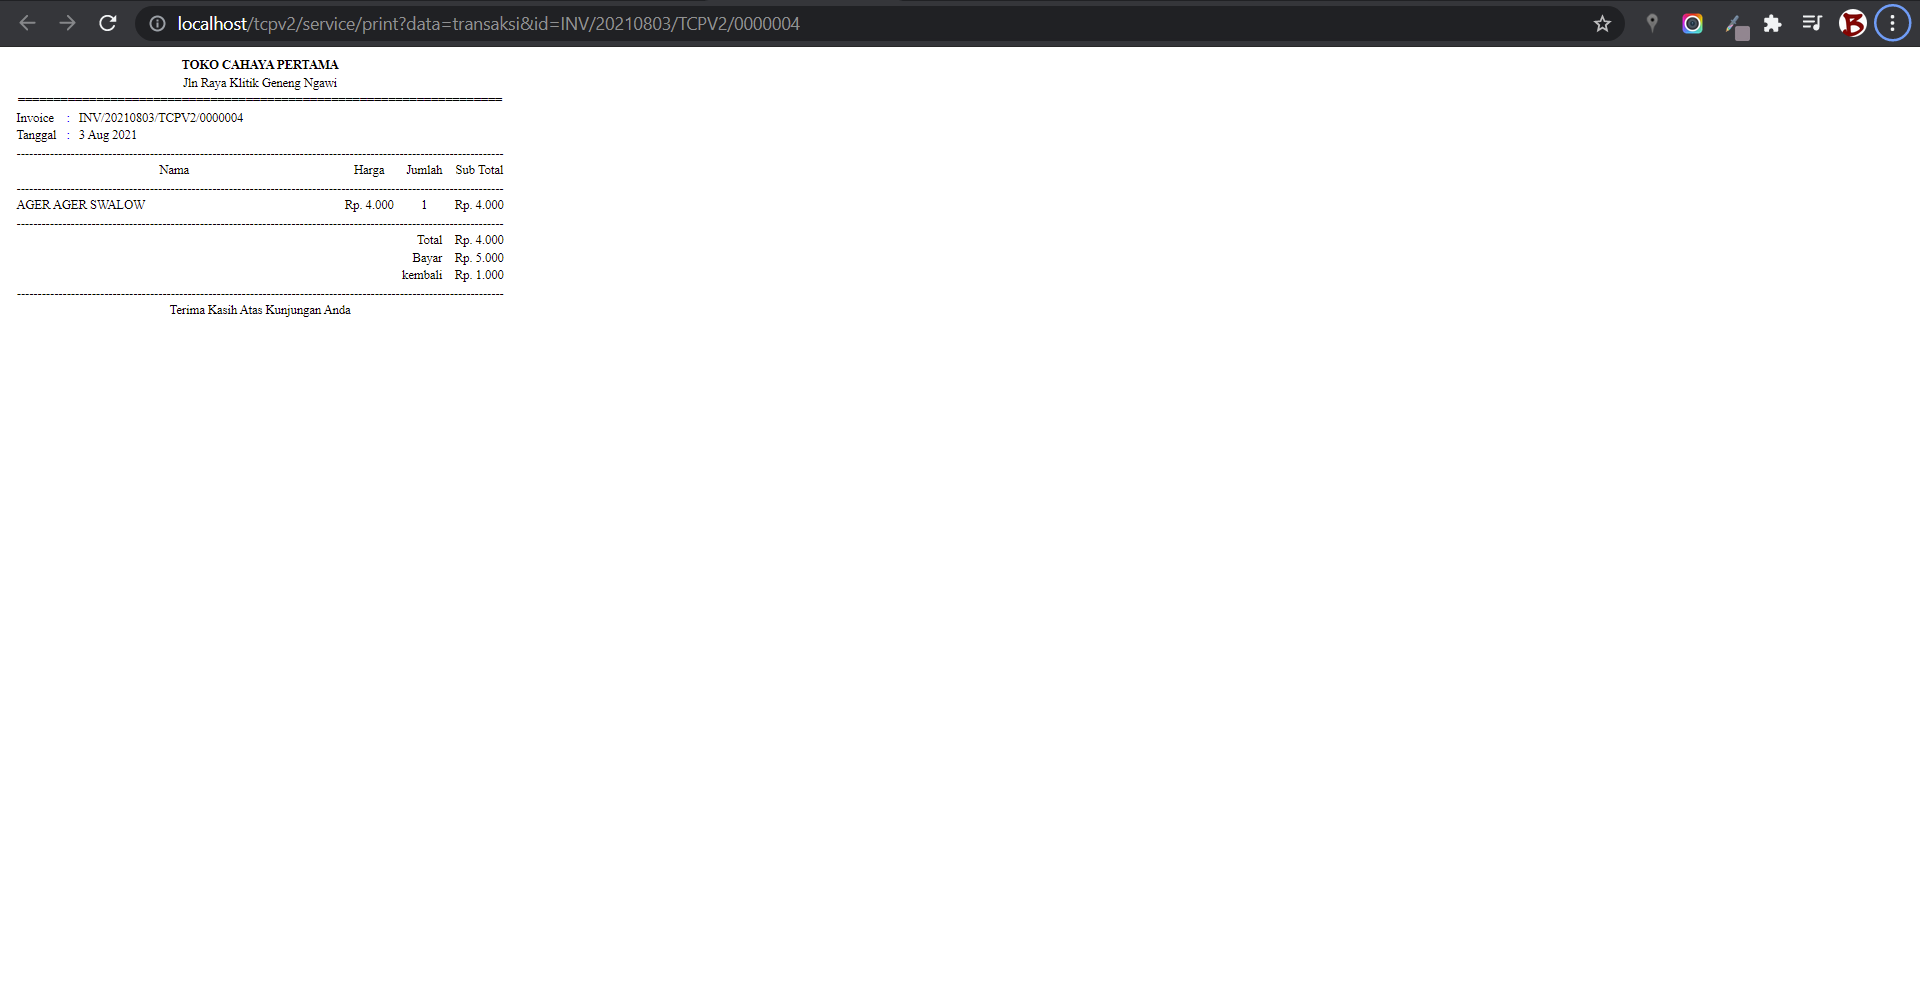 localhost/tcpv2/service/print?data=transaksi&id=INV/20210803/TCPV2/0000004
TOKO CAHAYA PERTAMA
Jln Raya Klitik Geneng Ngawi
Invoice : INV/20210803/TCPV2/0000004
Tanggal : 3 Aug 2021
Nama Harga Jumlah Sub Total
AGER AGER SWALOW Rp. 4.000 1 Rp. 4.000
Total Rp. 4.000
Bayar Rp. 5.000
kembali Rp. 1.000
Terima Kasih Atas Kunjungan Anda